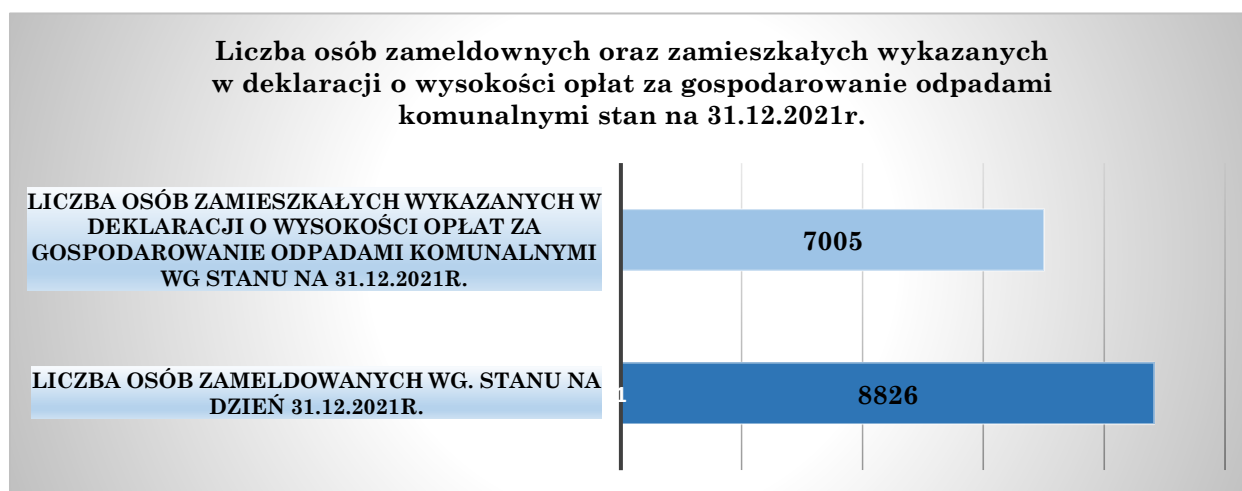 Liczba osób zameldownych oraz zamieszkałych wykazanych
w deklaracji o wysokości opłat za gospodarowanie odpadami
komunalnymi stan na 31.12.2021r.
LICZBA OSÓB ZAMIESZKAŁYCH WYKAZANYCH W
DEKLARACJI O WYSOKOŚCI OPŁAT ZA
GOSPODAROWANIE ODPADAMI KOMUNALNYMI
WG STANU NA 31.12.2021R.
7005
LICZBA OSÓB ZAMELDOWANYCH WG. STANU NA
DZIEŃ 31.12.2021R.
1
8826